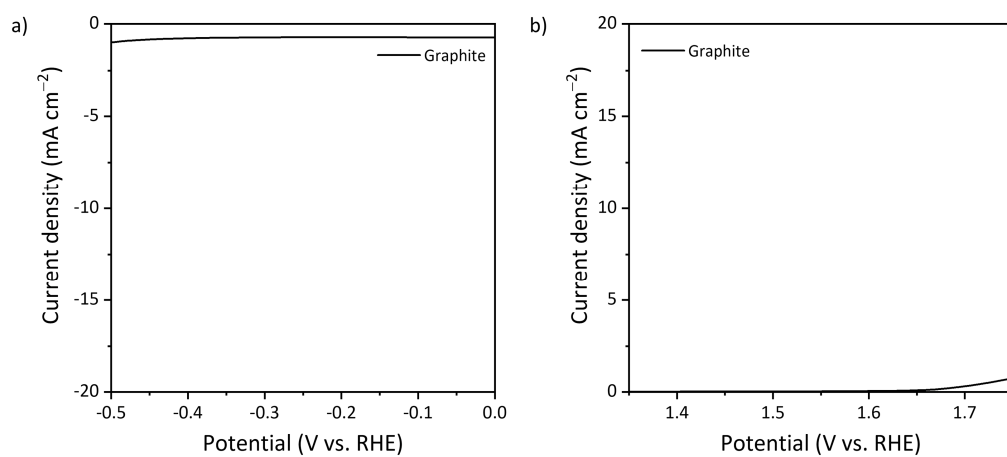 a)
Current density (mA cm⁻²)
0
-5
-10
-15
-20
Graphite
-0.5
-0.4
-0.3
-0.2
-0.1
0.0
Potential (V vs. RHE)
b)
Current density (mA cm⁻²)
20
15
10
5
0
Graphite
1.4
1.5
1.6
1.7
Potential (V vs. RHE)